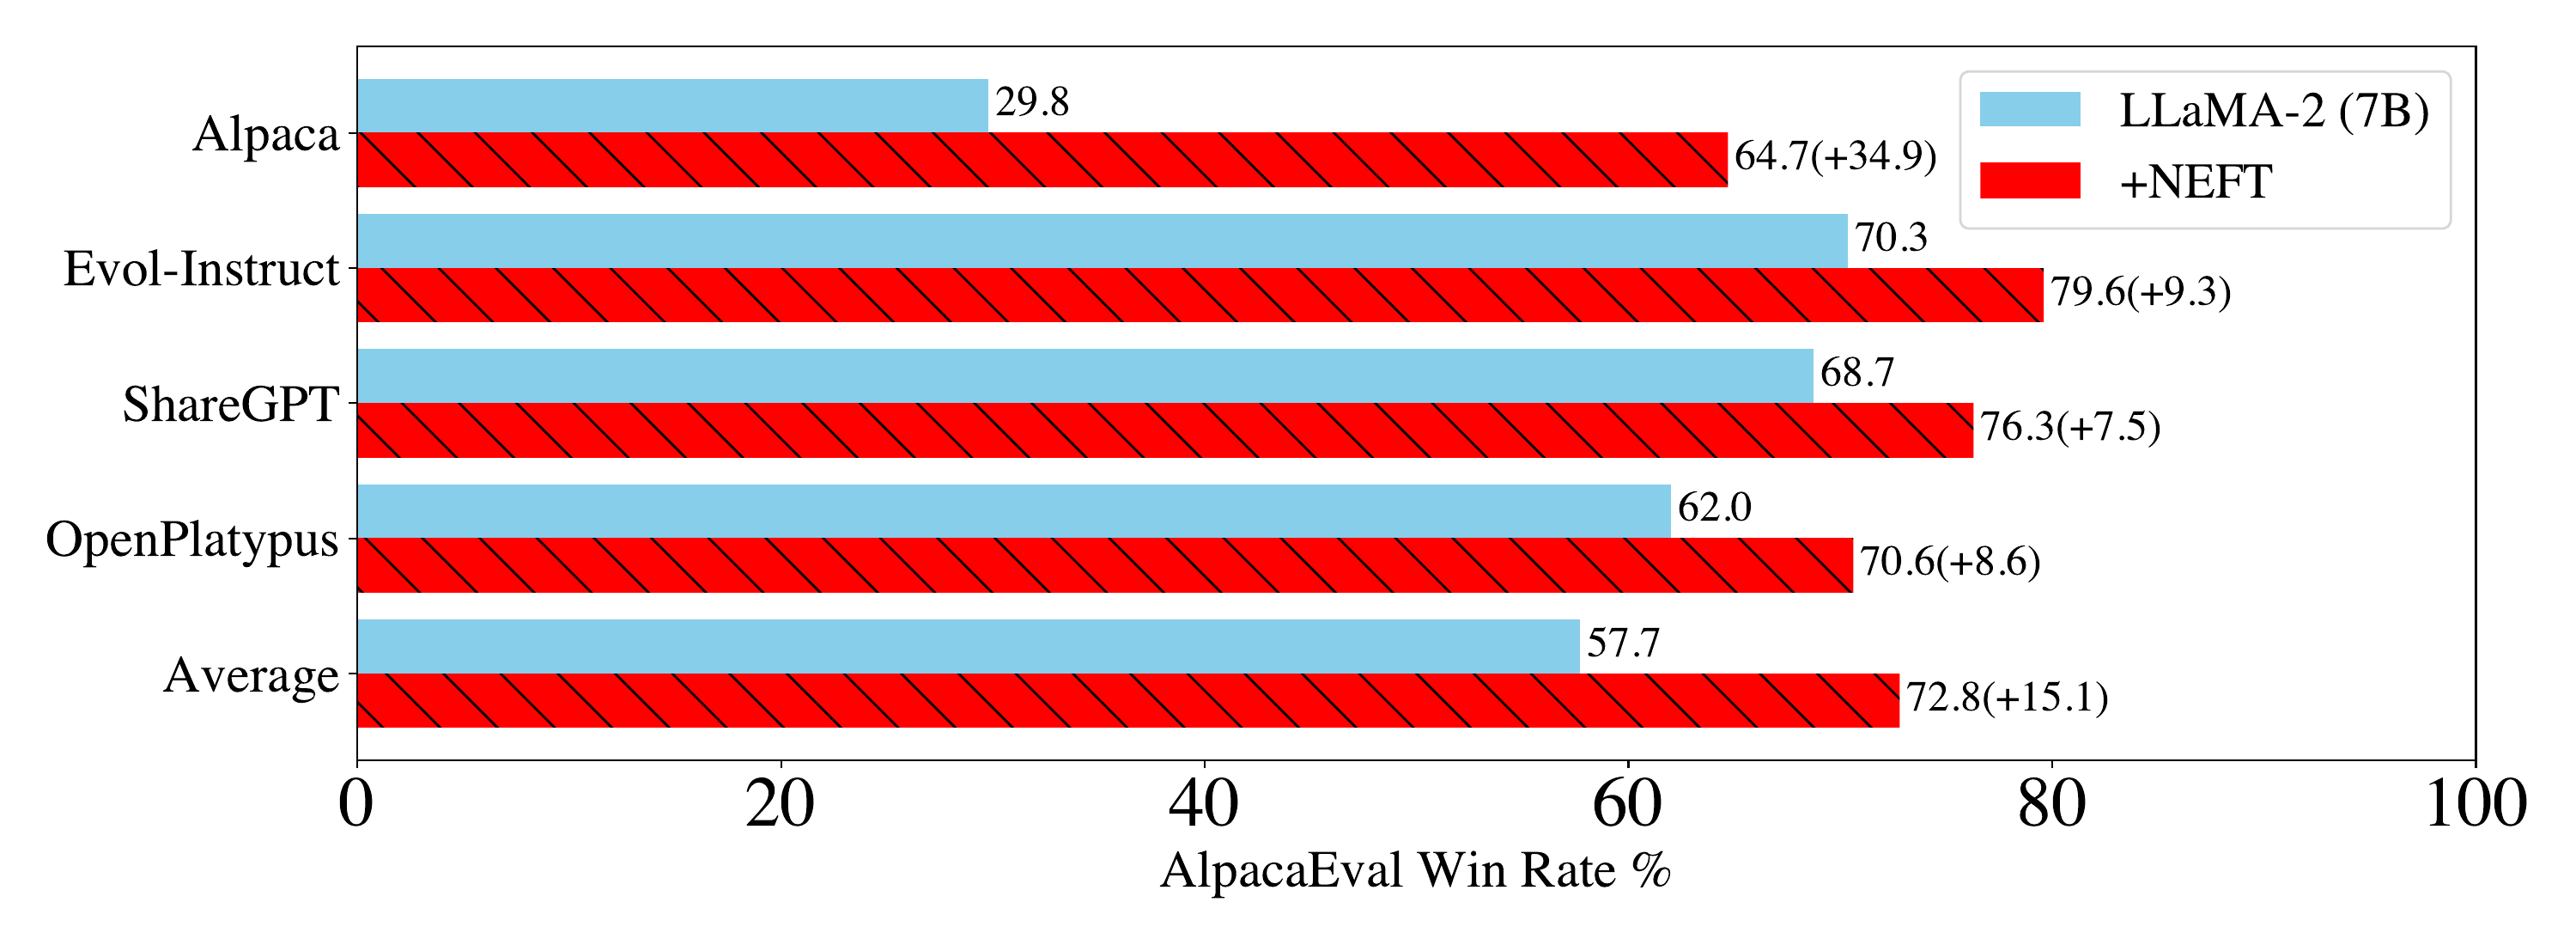 LLaMA-2 (7B)
+NEFT
Alpaca
29.8
64.7(+34.9)
Evol-Instruct
70.3
79.6(+9.3)
ShareGPT
68.7
76.3(+7.5)
OpenPlatypus
62.0
70.6(+8.6)
Average
57.7
72.8(+15.1)
0 20 40 60 80 100
AlpacaEval Win Rate %